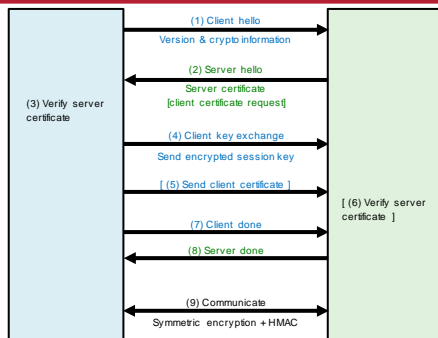 (1) Client hello
Version & crypto information
(2) Server hello
Server certificate
[client certificate request]
(3) Verify server
certificate
(4) Client key exchange
Send encrypted session key
[ (5) Send client certificate ]
[ (6) Verify server
certificate ]
(7) Client done
(8) Server done
(9) Communicate
Symmetric encryption + HMAC